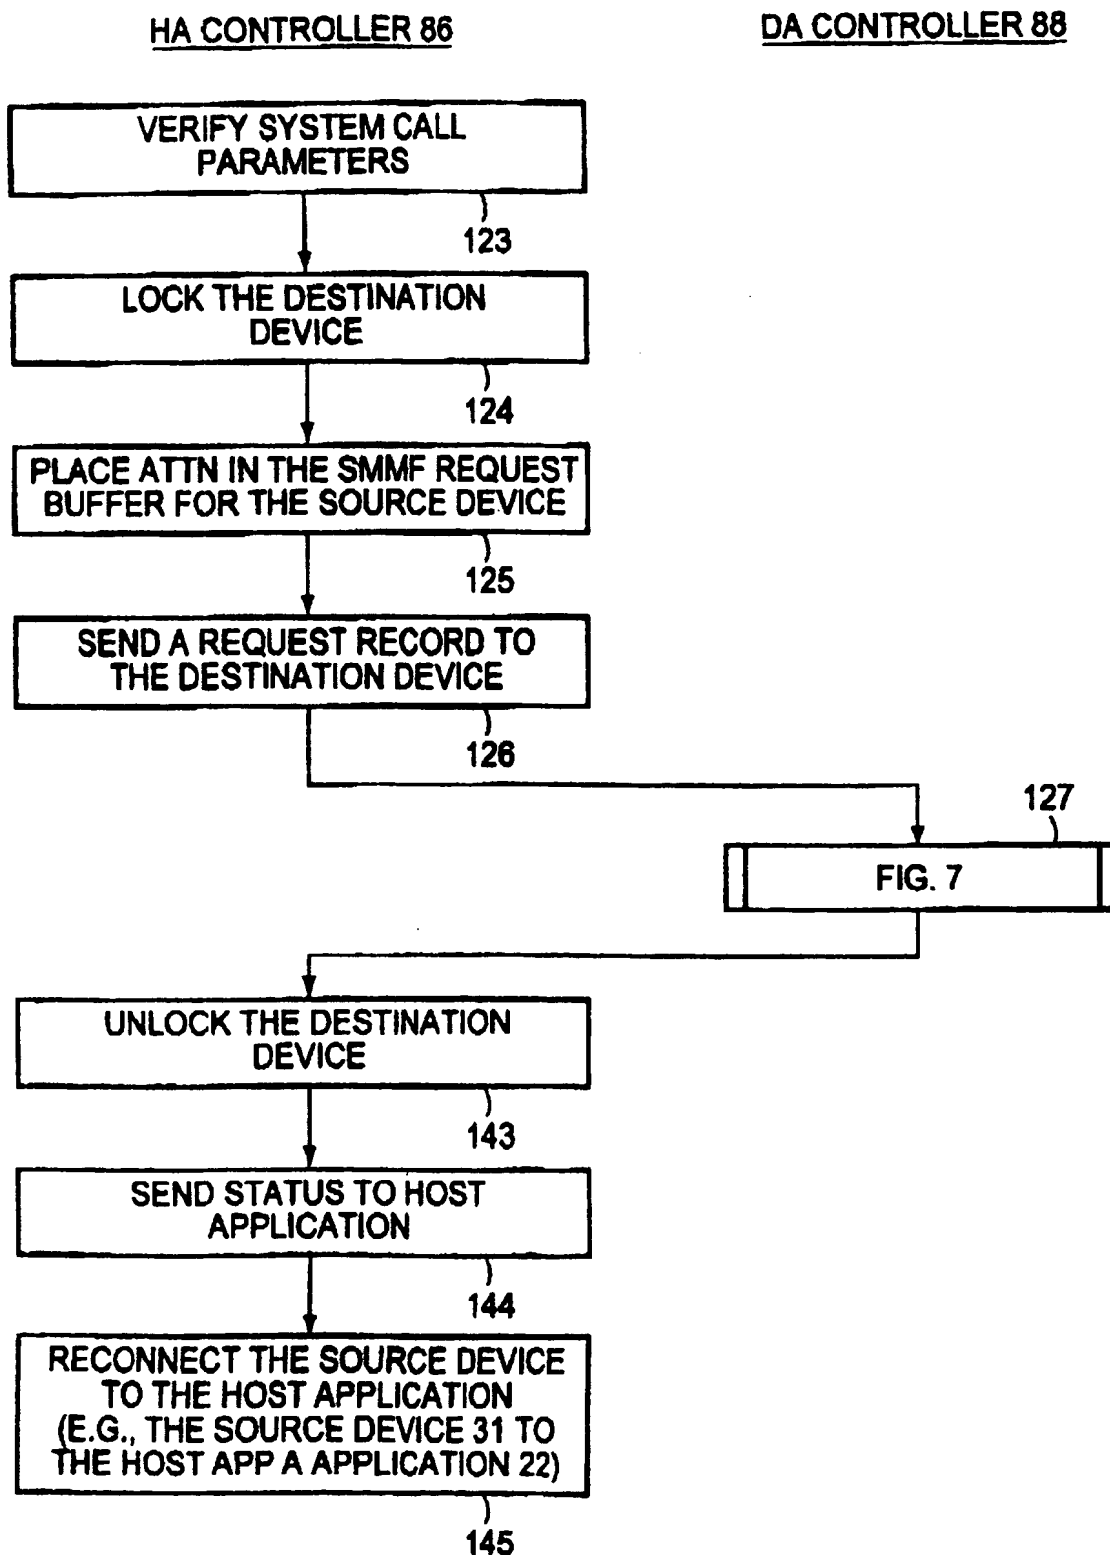 HA CONTROLLER 86
DA CONTROLLER 88
VERIFY SYSTEM CALL
PARAMETERS
123
LOCK THE DESTINATION
DEVICE
124
PLACE ATTN IN THE SMMF REQUEST
BUFFER FOR THE SOURCE DEVICE
125
SEND A REQUEST RECORD TO
THE DESTINATION DEVICE
126
127
FIG. 7
UNLOCK THE DESTINATION
DEVICE
143
SEND STATUS TO HOST
APPLICATION
144
RECONNECT THE SOURCE DEVICE
TO THE HOST APPLICATION
(E.G., THE SOURCE DEVICE 31 TO
THE HOST APP A APPLICATION 22)
145